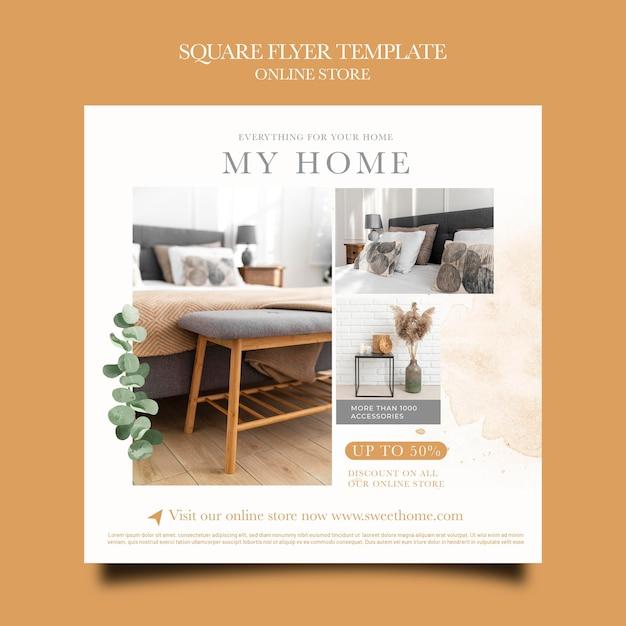 SQUARE FLYER TEMPLATE
ONLINE STORE
EVERYTHING FOR YOUR HOME
MY HOME
MORE THAN 1000
ACCESSORIES
UP TO 50%
DISCOUNT ON ALL
OUR ONLINE STORE
Visit our online store now www.sweethome.com